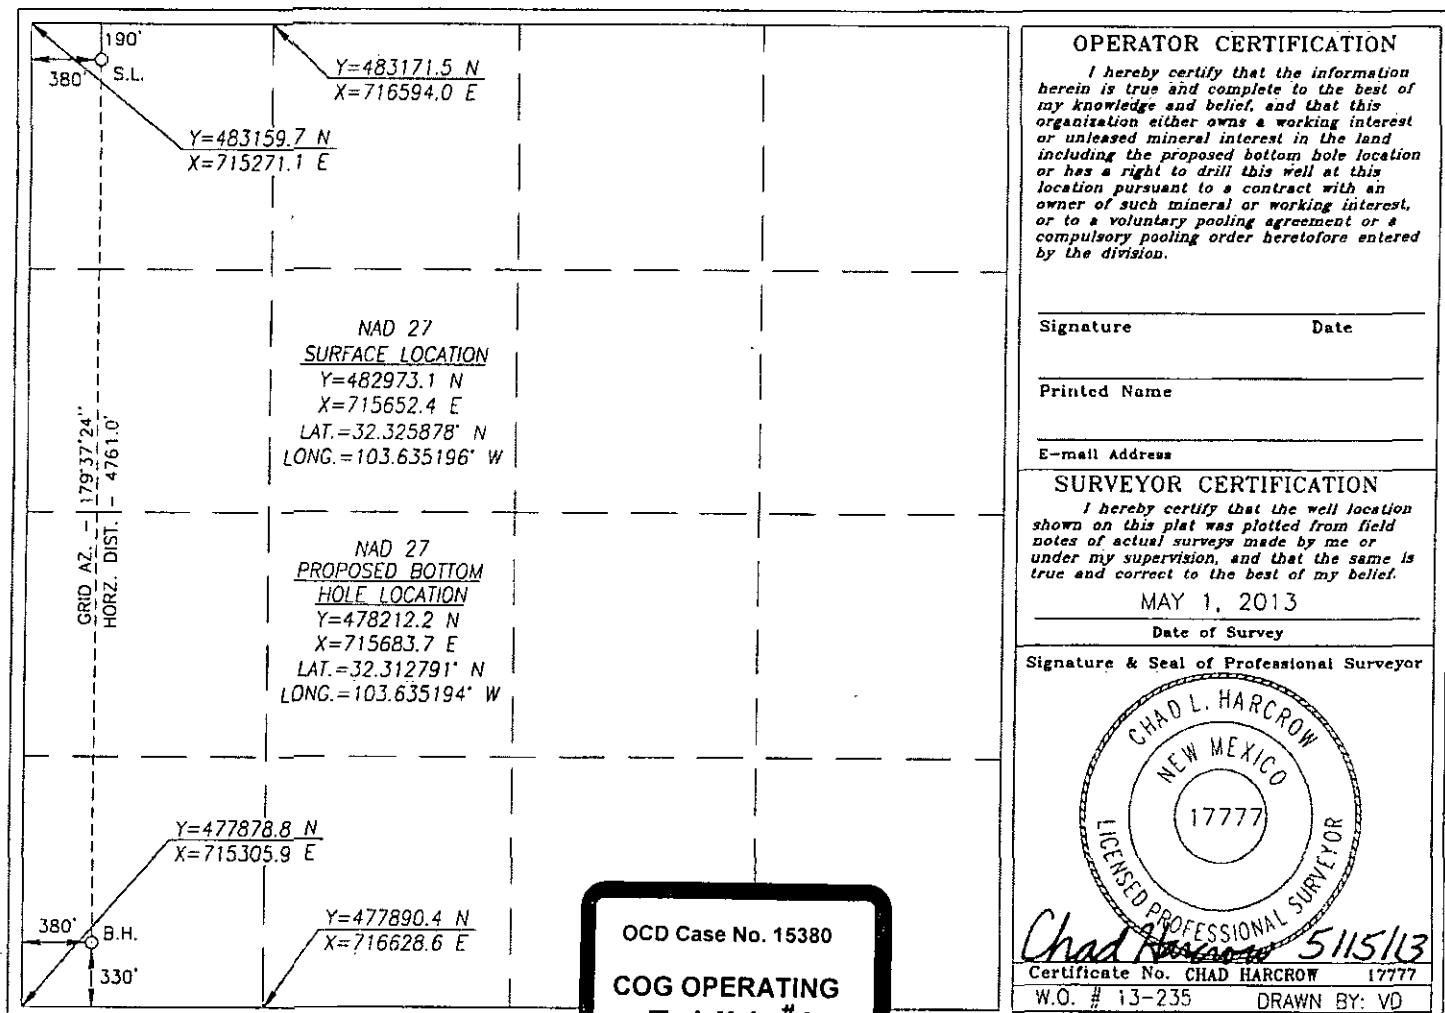 190'
380'
S.L.
Y=483171.5 N
X=716594.0 E
Y=483159.7 N
X=715271.1 E
NAD 27
SURFACE LOCATION
Y=482973.1 N
X=715652.4 E
LAT.=32.325878° N
LONG.=103.635196° W
GRID AZ. - 179°37'24"
HORZ. DIST. - 4761.0'
NAD 27
PROPOSED BOTTOM
HOLE LOCATION
Y=478212.2 N
X=715683.7 E
LAT.=32.312791° N
LONG.=103.635194° W
Y=477878.8 N
X=715305.9 E
380'
B.H.
330'
Y=477890.4 N
X=716628.6 E
OCD Case No. 15380
COG OPERATING
OPERATOR CERTIFICATION
I hereby certify that the information
herein is true and complete to the best of
my knowledge and belief, and that this
organization either owns a working interest
or unleased mineral interest in the land
including the proposed bottom hole location
or has a right to drill this well at this
location pursuant to a contract with an
owner of such mineral or working interest,
or to a voluntary pooling agreement or a
compulsory pooling order heretofore entered
by the division.
Signature Date
Printed Name
E-mail Address
SURVEYOR CERTIFICATION
I hereby certify that the well location
shown on this plat was plotted from field
notes of actual surveys made by me or
under my supervision, and that the same is
true and correct to the best of my belief.
MAY 1, 2013
Date of Survey
Signature & Seal of Professional Surveyor
CHAD L. HARCROW
NEW MEXICO
17777
LICENSED PROFESSIONAL SURVEYOR
Chad Harcrow 5/15/13
Certificate No. CHAD HARCROW 17777
W.O. # 13-235 DRAWN BY: VD